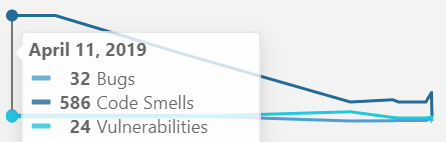 April 11, 2019
32 Bugs
586 Code Smells
24 Vulnerabilities